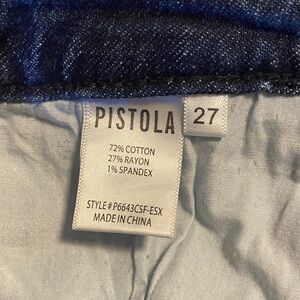 PISTOLA 27
72% COTTON
27% RAYON
1% SPANDEX
STYLE# P6643CSF-ESX
MADE IN CHINA